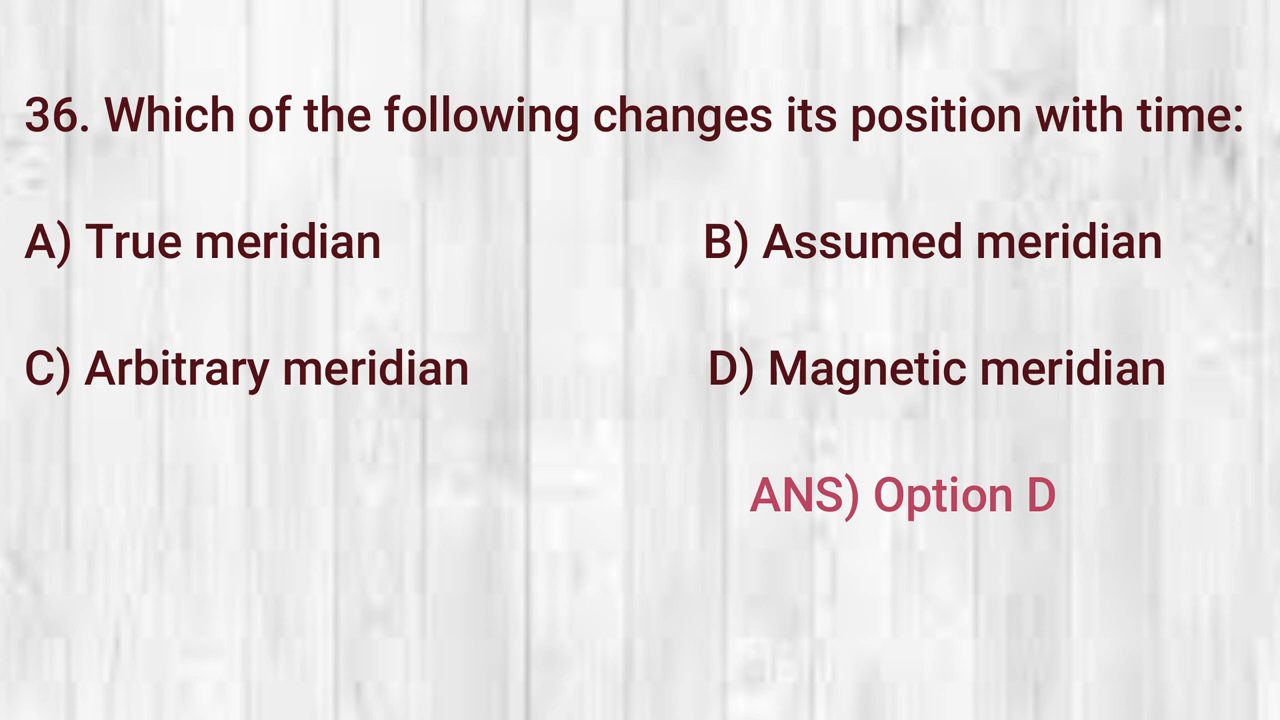 36. Which of the following changes its position with time:
A) True meridian B) Assumed meridian
C) Arbitrary meridian D) Magnetic meridian
ANS) Option D